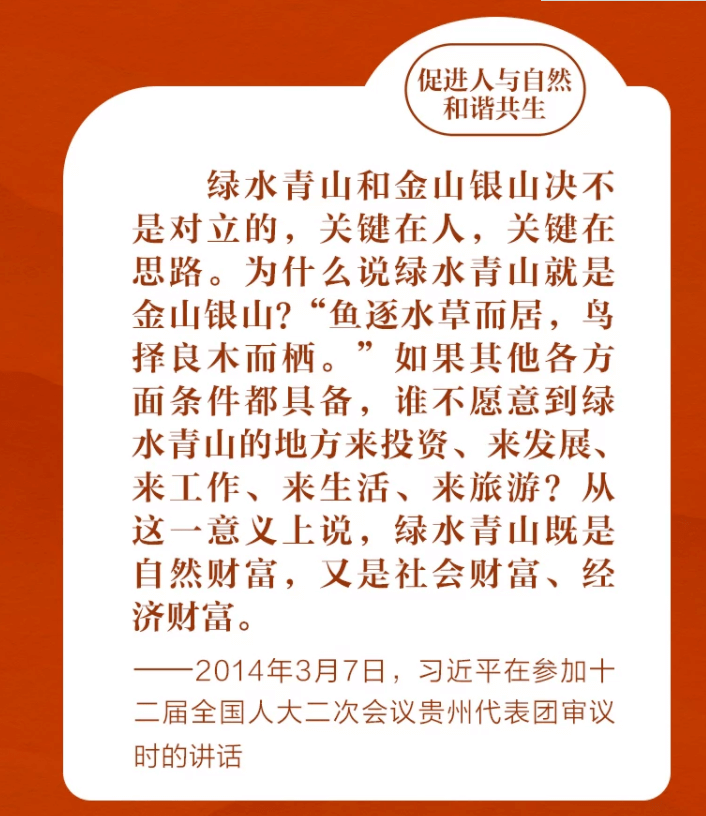 促进人与自然
和谐共生
绿水青山和金山银山决不
是对立的，关键在人，关键在
思路。为什么说绿水青山就是
金山银山?“鱼逐水草而居，鸟
择良木而栖。”如果其他各方
面条件都具备，谁不愿意到绿
水青山的地方来投资、来发展、
来工作、来生活、来旅游？从
这一意义上说，绿水青山既是
自然财富，又是社会财富、经
济财富。
——2014年3月7日，习近平在参加十
二届全国人大二次会议贵州代表团审议
时的讲话